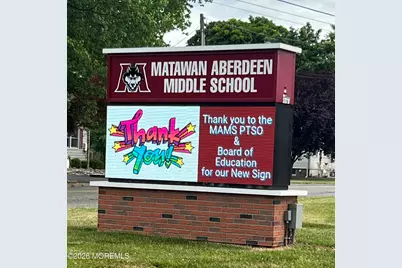 MATAWAN ABERDEEN
MIDDLE SCHOOL
Thank
you!
Thank you to the
MAMS PTSO
&
Board of
Education
for our New Sign
© 2026 MOREMLS